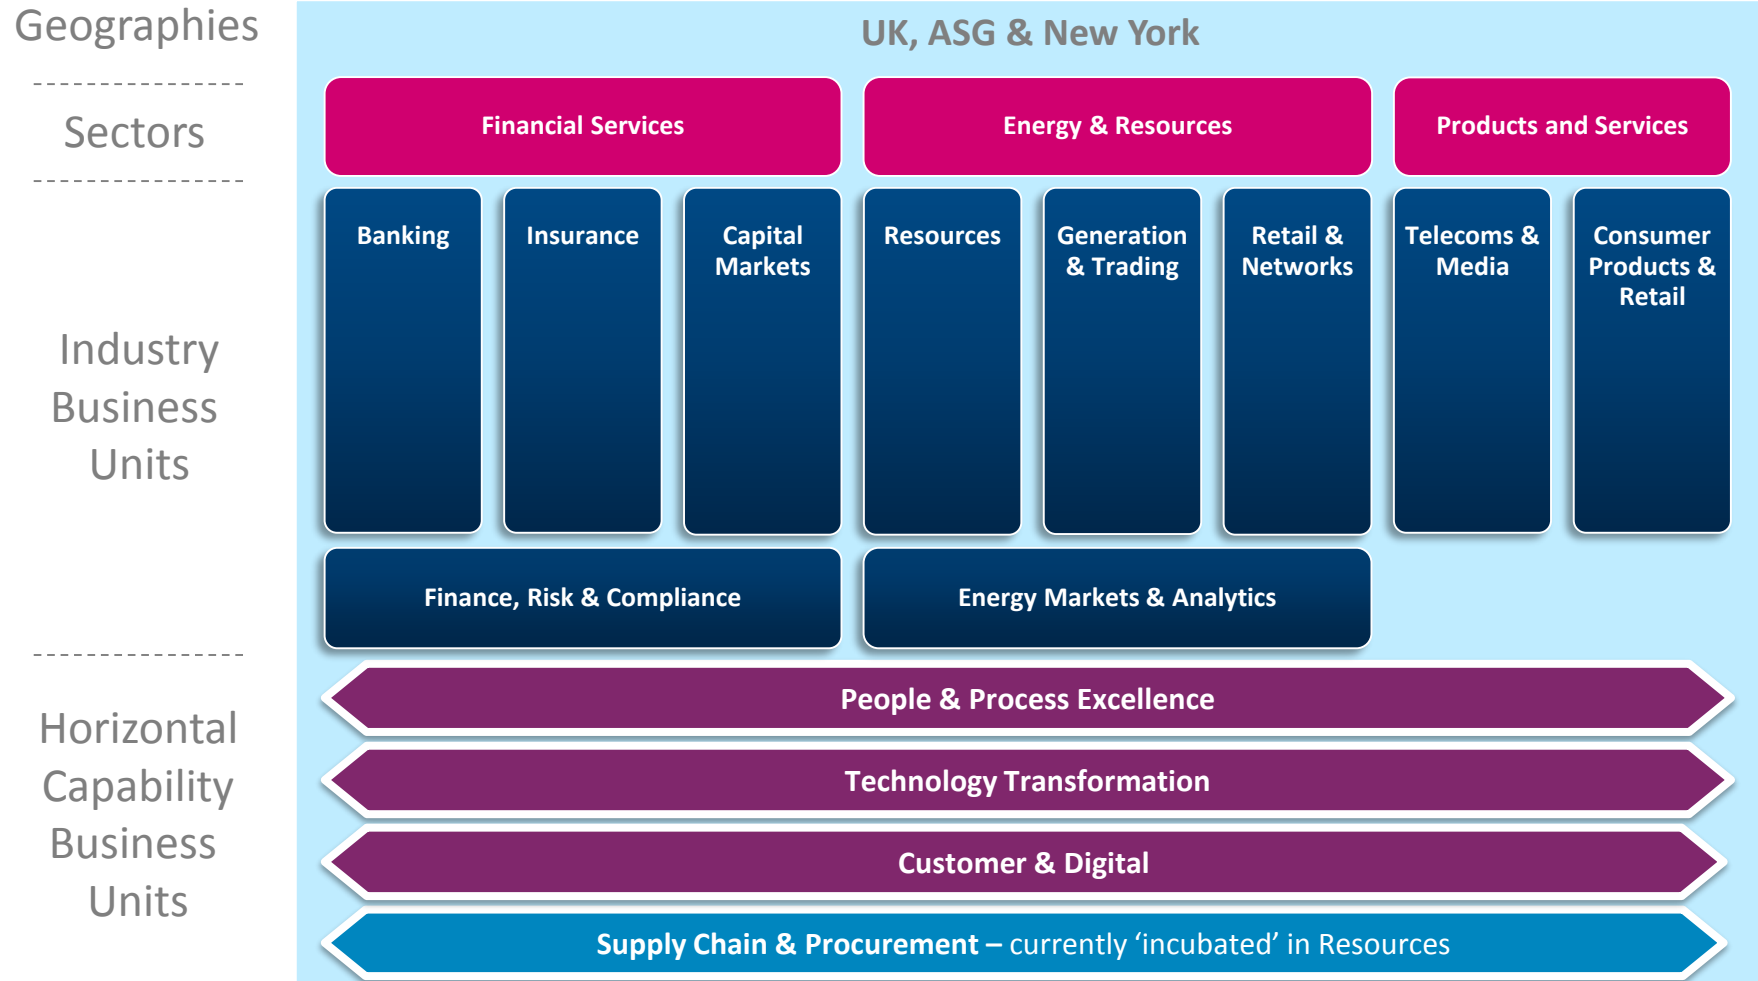 Geographies
UK, ASG & New York
Sectors
Financial Services
Energy & Resources
Products and Services
Industry
Business
Units
Banking
Insurance
Capital
Markets
Resources
Generation
& Trading
Retail &
Networks
Telecoms &
Media
Consumer
Products &
Retail
Finance, Risk & Compliance
Energy Markets & Analytics
Horizontal
Capability
Business
Units
People & Process Excellence
Technology Transformation
Customer & Digital
Supply Chain & Procurement – currently ‘incubated’ in Resources